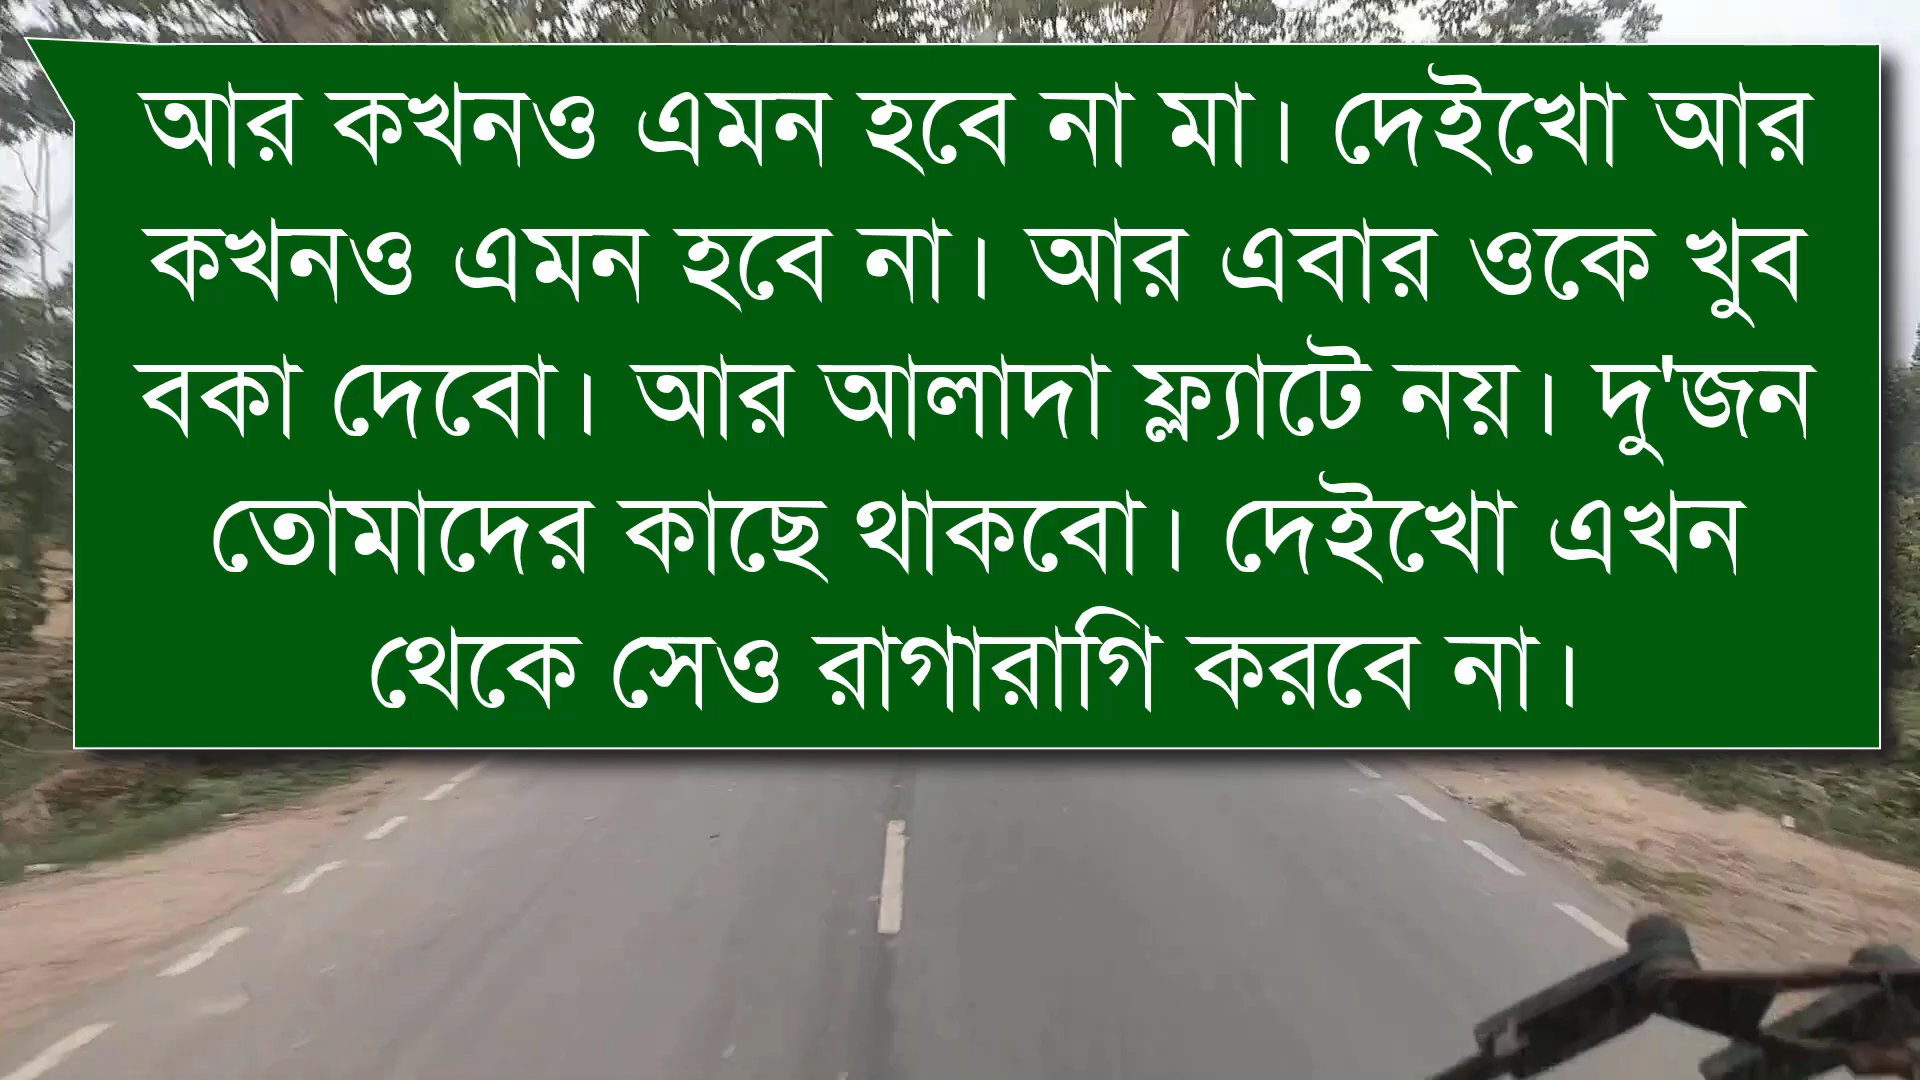 আর কখনও এমন হবে না মা। দেইখো আর
কখনও এমন হবে না। আর এবার ওকে খুব
বকা দেবো। আর আলাদা ফ্ল্যাটে নয়। দু'জন
তোমাদের কাছে থাকবো। দেইখো এখন
থেকে সেও রাগারাগি করবে না।